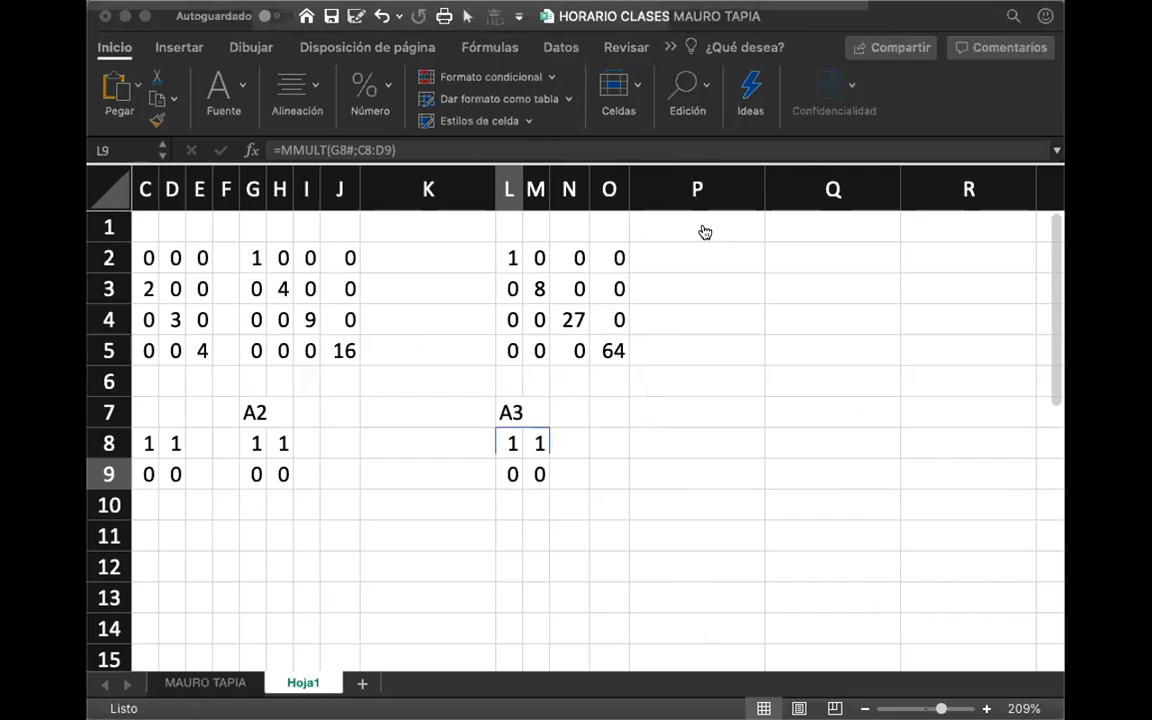 Autoguardado HORARIO CLASES MAURO TAPIA
Inicio Insertar Dibujar Disposición de página Fórmulas Datos Revisar >> ¿Qué desea? Compartir Comentarios
Pegar Fuente Alineación Número Formato condicional Dar formato como tabla Estilos de celda Celdas Edición Ideas Confidencialidad
L9 fx =MMULT(G8#;C8:D9)
C D E F G H I J K L M N O P Q R
1
2 0 0 0 1 0 0 0 1 0 0 0
3 2 0 0 0 4 0 0 0 8 0 0
4 0 3 0 0 0 9 0 0 0 27 0
5 0 0 4 0 0 0 16 0 0 0 64
6
7 A2 A3
8 1 1 1 1 1 1
9 0 0 0 0 0 0
10
11
12
13
14
15
MAURO TAPIA Hoja1 +
Listo 209%